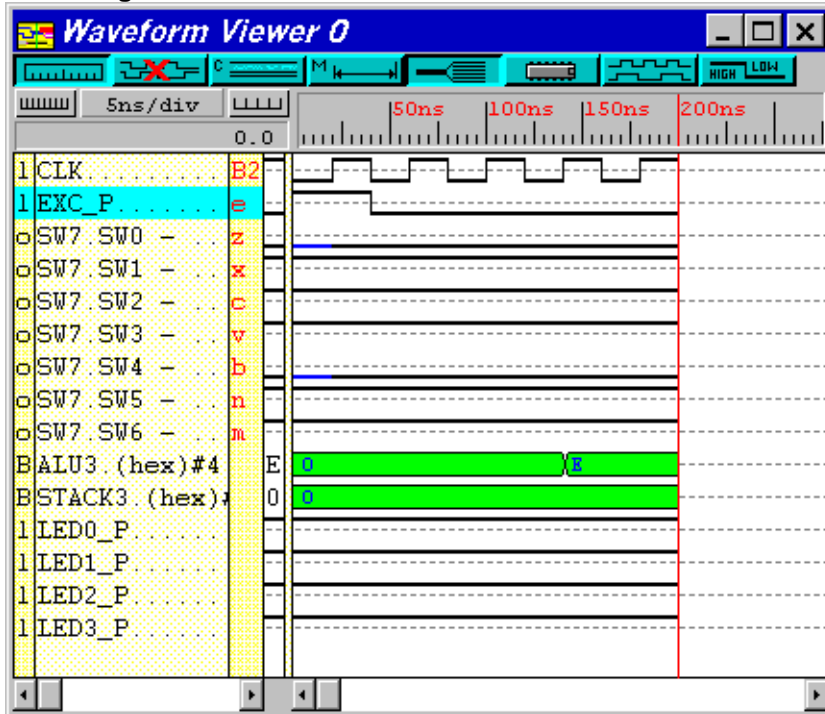 Waveform Viewer 0
C M HIGH LOW
5ns/div 50ns 100ns 150ns 200ns
0.0
1 CLK......... B2
1 EXC_P....... e
o SW7.SW0 - .. z
o SW7.SW1 - .. x
o SW7.SW2 - .. c
o SW7.SW3 - .. v
o SW7.SW4 - .. b
o SW7.SW5 - .. n
o SW7.SW6 - .. m
B ALU3.(hex)#4 E 0 E
B STACK3.(hex)# 0 0
1 LED0_P......
1 LED1_P......
1 LED2_P......
1 LED3_P......